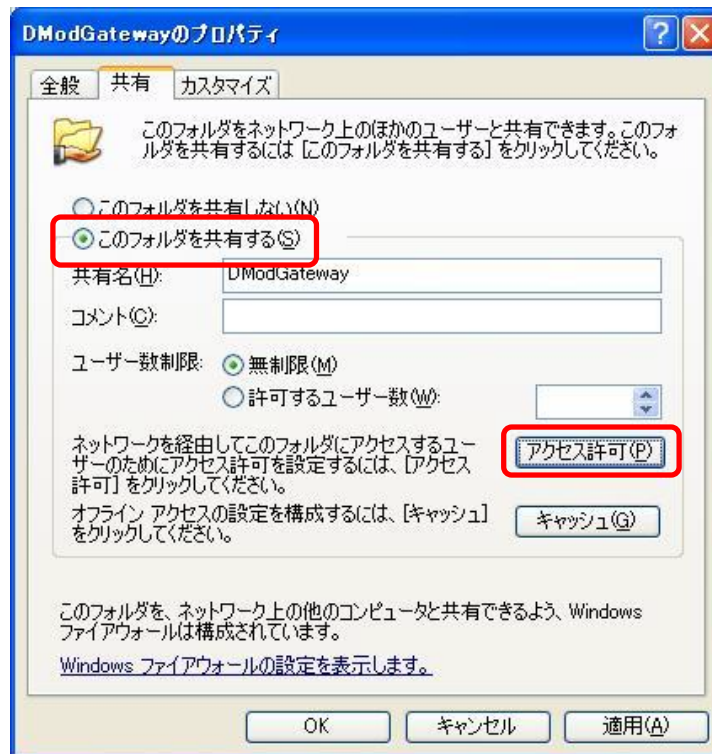 DModGatewayのプロパティ
全般 共有 カスタマイズ
このフォルダをネットワーク上のほかのユーザーと共有できます。このフォ
ルダを共有するには [このフォルダを共有する] をクリックしてください。
このフォルダを共有しない(N)
このフォルダを共有する(S)
共有名(H): DModGateway
コメント(C):
ユーザー数制限: 無制限(M)
許可するユーザー数(W):
ネットワークを経由してこのフォルダにアクセスするユー
ザーのためにアクセス許可を設定するには、[アクセス
許可] をクリックしてください。
アクセス許可(P)
オフライン アクセスの設定を構成するには、[キャッシュ]
をクリックしてください。
キャッシュ(G)
このフォルダを、ネットワーク上の他のコンピュータと共有できるよう、Windows
ファイアウォールは構成されています。
Windows ファイアウォールの設定を表示します。
OK キャンセル 適用(A)